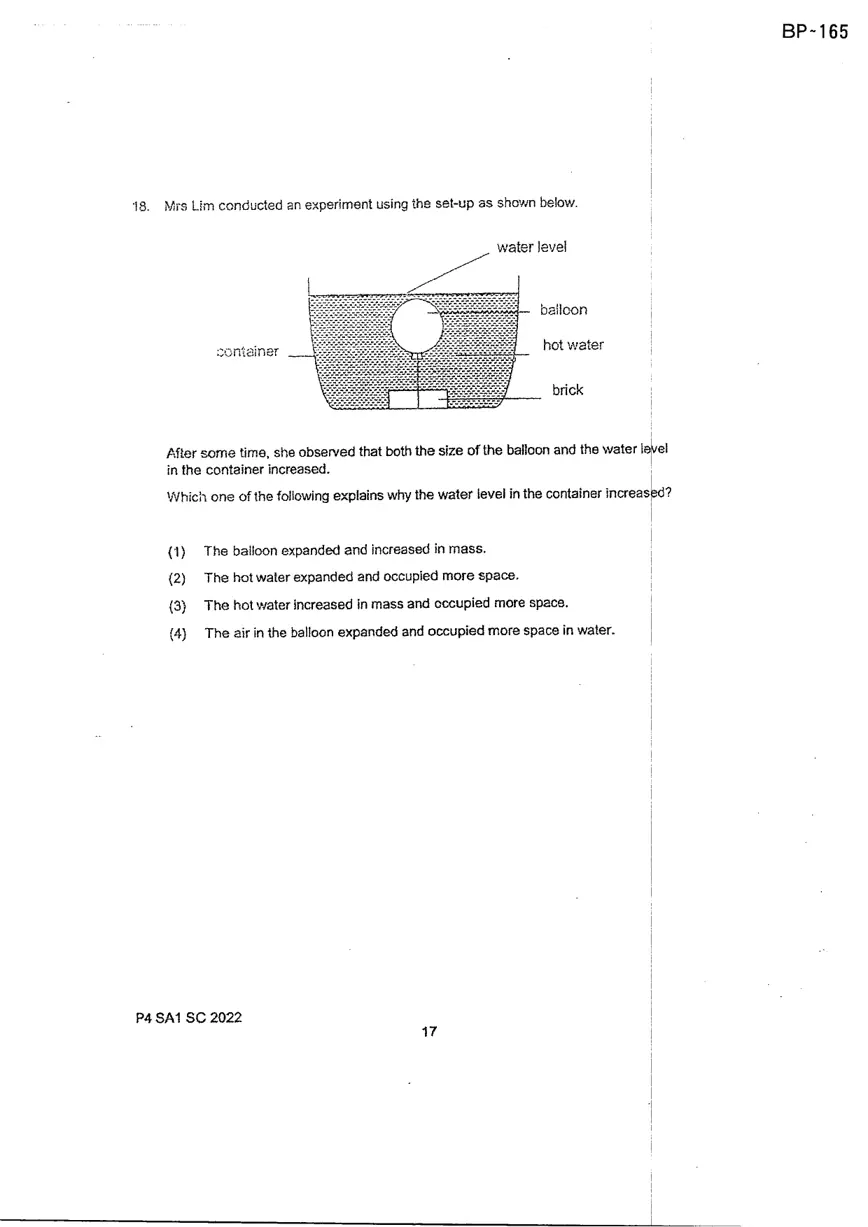 BP-165
18. Mrs Lim conducted an experiment using the set-up as shown below.
water level
balloon
hot water
container
brick
After some time, she observed that both the size of the balloon and the water level
in the container increased.
Which one of the following explains why the water level in the container increased?
(1) The balloon expanded and increased in mass.
(2) The hot water expanded and occupied more space.
(3) The hot water increased in mass and occupied more space.
(4) The air in the balloon expanded and occupied more space in water.
P4 SA1 SC 2022
17